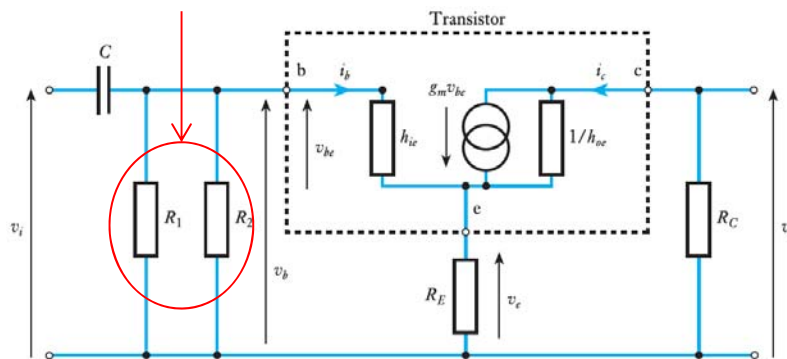 Transistor
C
b
i_b
g_m v_be
i_c
c
v_be
h_ie
1/h_oe
v_i
R_1
R_2
v_b
e
R_E
v_e
R_C